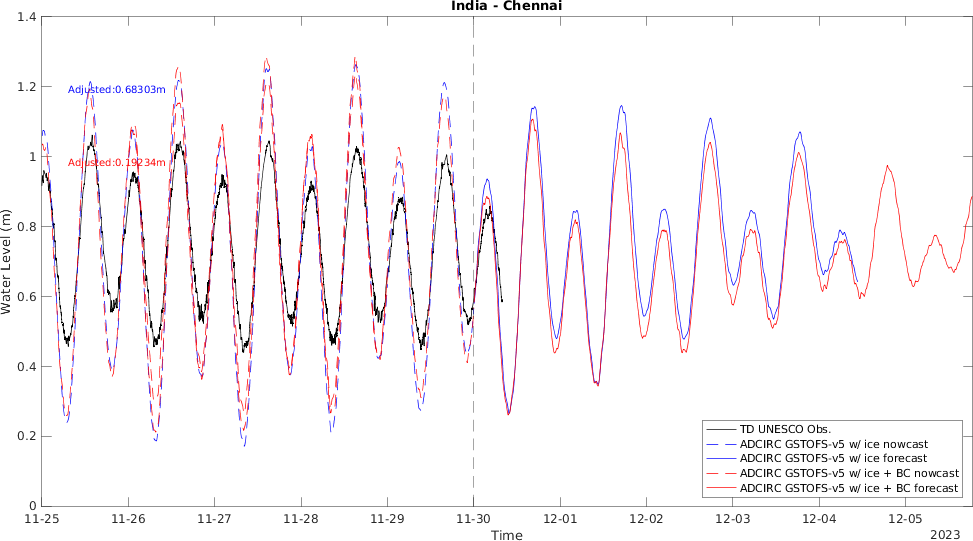 India - Chennai
1.4
1.2
1
0.8
0.6
0.4
0.2
0
Water Level (m)
Adjusted:0.68303m
Adjusted:0.19234m
TD UNESCO Obs.
ADCIRC GSTOFS-v5 w/ ice nowcast
ADCIRC GSTOFS-v5 w/ ice forecast
ADCIRC GSTOFS-v5 w/ ice + BC nowcast
ADCIRC GSTOFS-v5 w/ ice + BC forecast
11-25 11-26 11-27 11-28 11-29 11-30 12-01 12-02 12-03 12-04 12-05
Time
2023